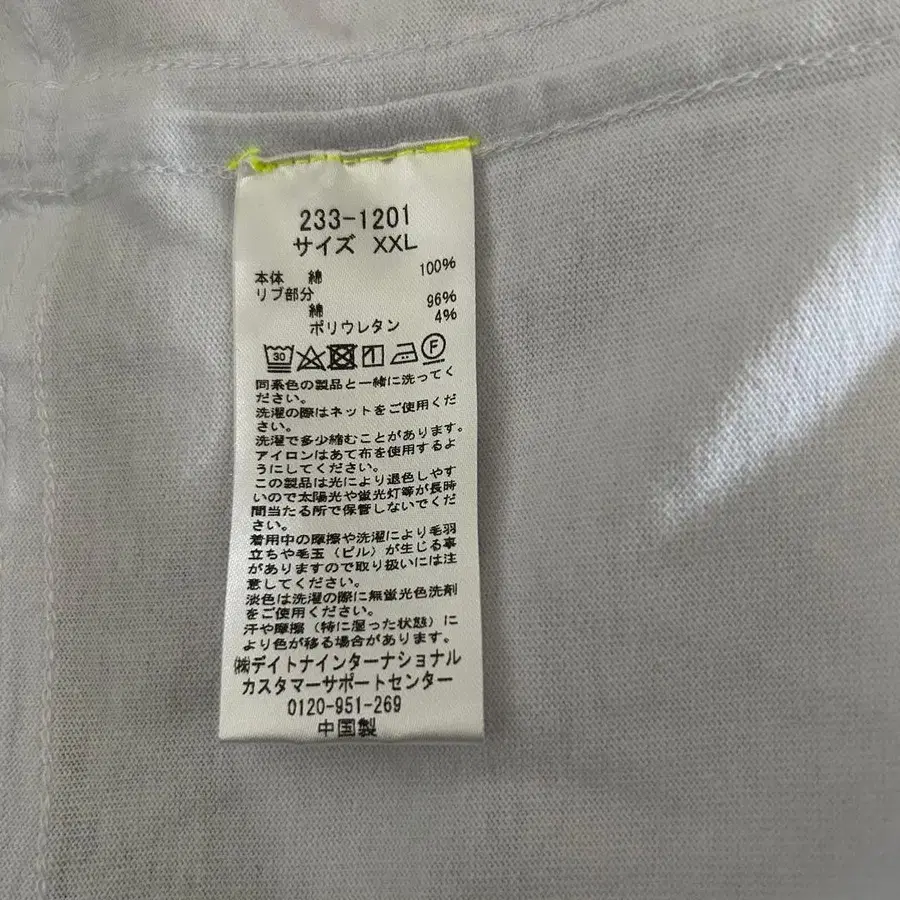 233-1201
サイズ XXL
本体 綿 100%
リブ部分
綿 96%
ポリウレタン 4%
30 F
同系色の製品と一緒に洗ってく
ださい。
洗濯の際はネットをご使用くだ
さい。
洗濯で多少縮むことがあります。
アイロンはあて布を使用するよ
うにしてください。
この製品は光により退色しやす
いので太陽光や蛍光灯等が長時
間当たる所で保管しないでくだ
さい。
着用中の摩擦や洗濯により毛羽
立ちや毛玉（ピル）が生じる事
がありますので取り扱いには注
意してください。
淡色は洗濯の際に無蛍光色洗剤
をご使用ください。
汗や摩擦（特に湿った状態）に
より色が移る場合があります。
㈱デイトナインターナショナル
カスタマーサポートセンター
0120-951-269
中国製